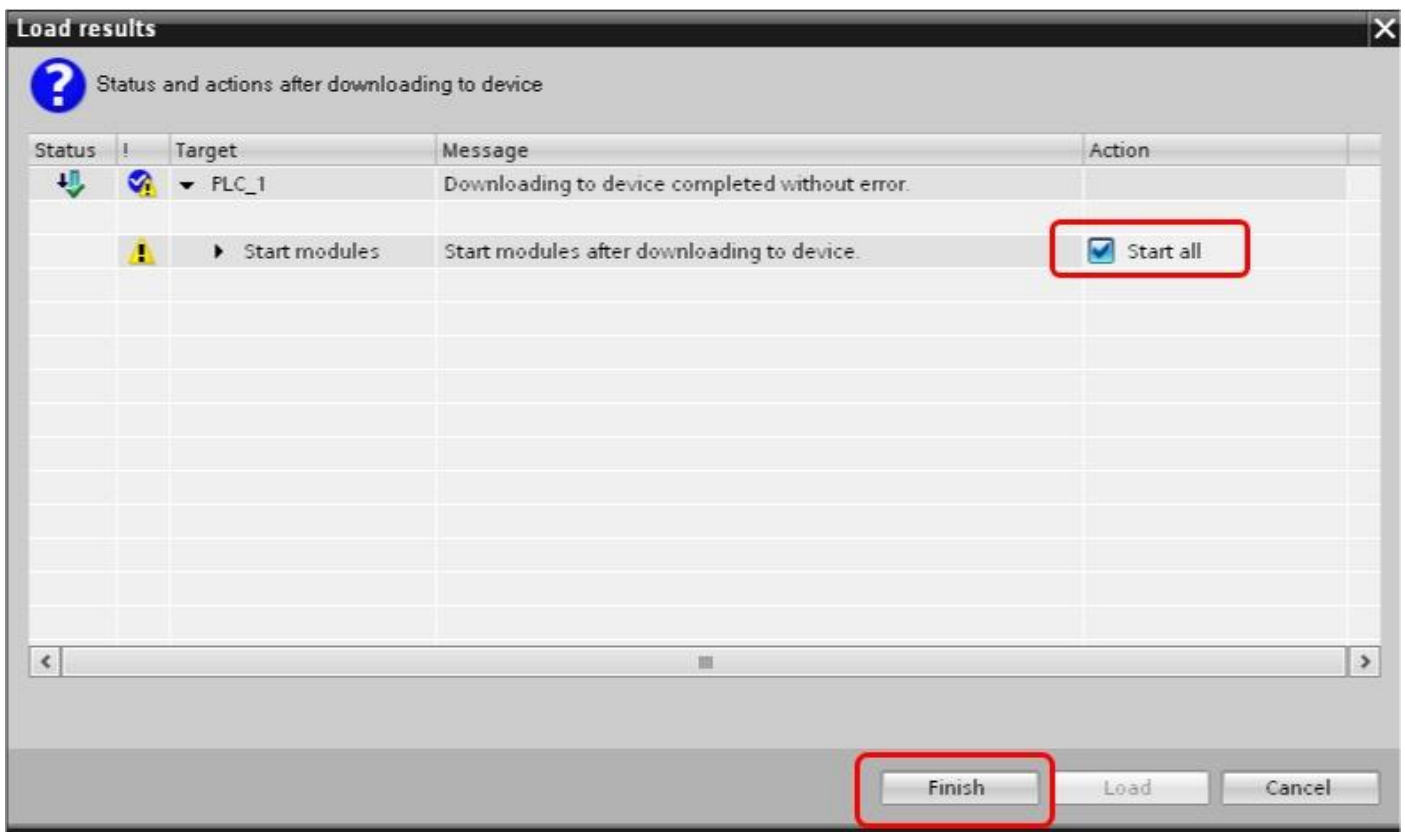 Load results
Status and actions after downloading to device
Status ! Target Message Action
PLC_1 Downloading to device completed without error.
Start modules Start modules after downloading to device. Start all
Finish Load Cancel